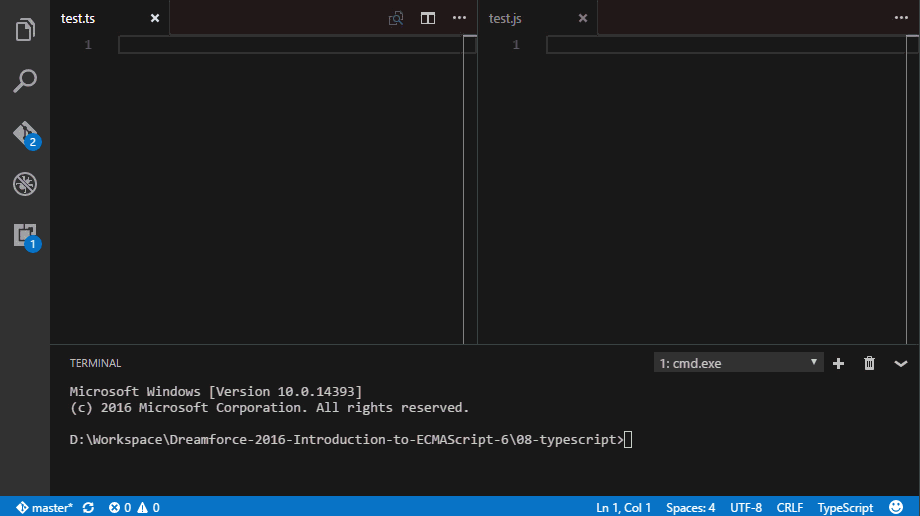 test.ts
test.js
1
1
2
1
TERMINAL
1: cmd.exe
Microsoft Windows [Version 10.0.14393]
(c) 2016 Microsoft Corporation. All rights reserved.
D:\Workspace\Dreamforce-2016-Introduction-to-ECMAScript-6\08-typescript>
master* 0 0 Ln 1, Col 1 Spaces: 4 UTF-8 CRLF TypeScript